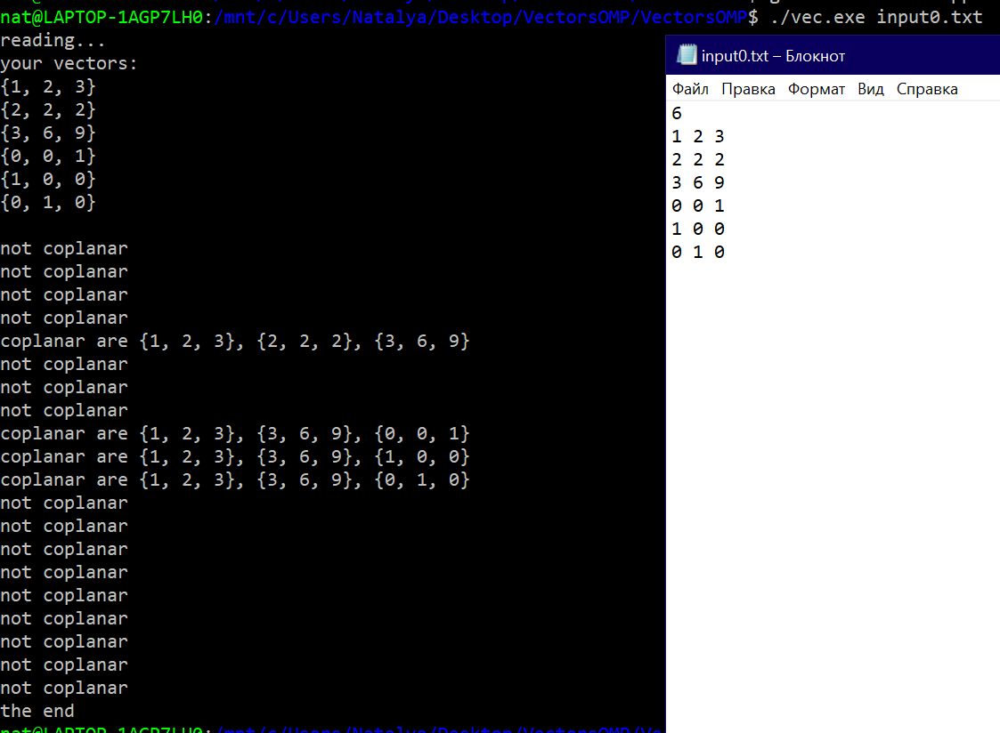 nat@LAPTOP-1AGP7LH0:/mnt/c/Users/Natalya/Desktop/VectorsOMP/VectorsOMP$ ./vec.exe input0.txt
reading...
your vectors:
{1, 2, 3}
{2, 2, 2}
{3, 6, 9}
{0, 0, 1}
{1, 0, 0}
{0, 1, 0}
not coplanar
not coplanar
not coplanar
not coplanar
coplanar are {1, 2, 3}, {2, 2, 2}, {3, 6, 9}
not coplanar
not coplanar
not coplanar
coplanar are {1, 2, 3}, {3, 6, 9}, {0, 0, 1}
coplanar are {1, 2, 3}, {3, 6, 9}, {1, 0, 0}
coplanar are {1, 2, 3}, {3, 6, 9}, {0, 1, 0}
not coplanar
not coplanar
not coplanar
not coplanar
not coplanar
not coplanar
not coplanar
not coplanar
not coplanar
the end
nat@LAPTOP-1AGP7LH0:/mnt/c/Users/Natalya/Desktop/VectorsOMP/Vec
input0.txt – Блокнот
Файл Правка Формат Вид Справка
6
1 2 3
2 2 2
3 6 9
0 0 1
1 0 0
0 1 0